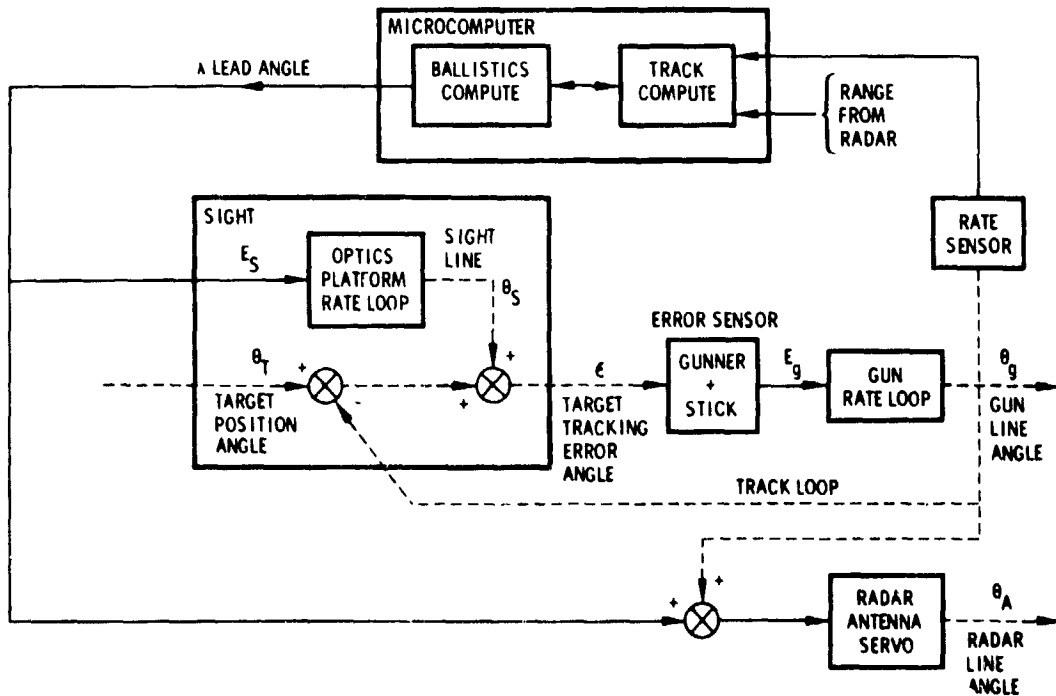 MICROCOMPUTER
λ LEAD ANGLE
BALLISTICS
COMPUTE
TRACK
COMPUTE
RANGE
FROM
RADAR
RATE
SENSOR
SIGHT
E_S
OPTICS
PLATFORM
RATE LOOP
SIGHT
LINE
θ_S
+
θ_T
+
-
+
TARGET
POSITION
ANGLE
ϵ
TARGET
TRACKING
ERROR
ANGLE
ERROR SENSOR
GUNNER
+
STICK
E_g
GUN
RATE LOOP
θ_g
GUN
LINE
ANGLE
TRACK LOOP
+
+
RADAR
ANTENNA
SERVO
θ_A
RADAR
LINE
ANGLE